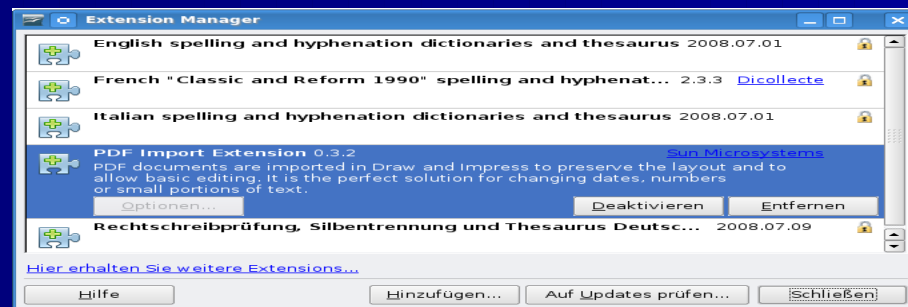 Extension Manager
English spelling and hyphenation dictionaries and thesaurus 2008.07.01
French "Classic and Reform 1990" spelling and hyphenat... 2.3.3 Dicollecte
Italian spelling and hyphenation dictionaries and thesaurus 2008.07.01
PDF Import Extension 0.3.2 Sun Microsystems
PDF documents are imported in Draw and Impress to preserve the layout and to
allow basic editing. It is the perfect solution for changing dates, numbers
or small portions of text.
Optionen... Deaktivieren Entfernen
Rechtschreibprüfung, Silbentrennung und Thesaurus Deutsc... 2008.07.09
Hier erhalten Sie weitere Extensions...
Hilfe Hinzufügen... Auf Updates prüfen... Schließen